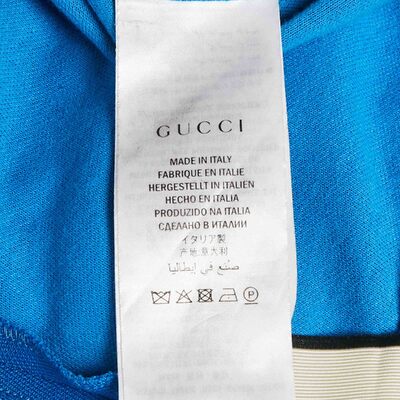 GUCCI
MADE IN ITALY
FABRIQUE EN ITALIE
HERGESTELLT IN ITALIEN
HECHO EN ITALIA
PRODUZIDO NA ITALIA
СДЕЛАНО В ИТАЛИИ
イタリア製
产地:意大利
صنع في إيطاليا
P